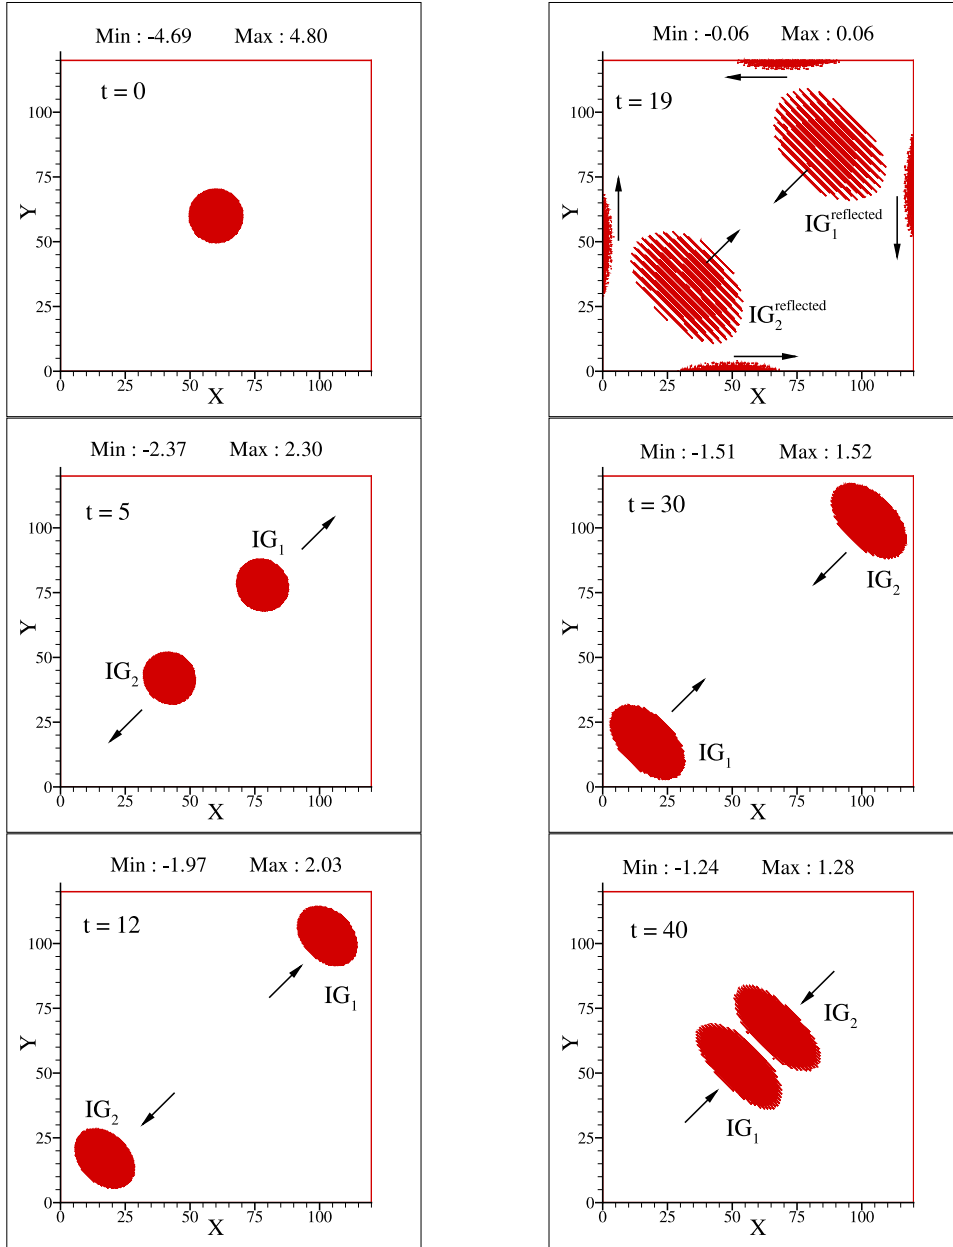 Min : -4.69 Max : 4.80
t = 0
Y
100
75
50
25
0
0 25 50 75 100
X
Min : -0.06 Max : 0.06
t = 19
Y
100
75
50
25
0
IG1reflected
IG2reflected
0 25 50 75 100
X
Min : -2.37 Max : 2.30
t = 5
Y
100
75
50
25
0
IG1
IG2
0 25 50 75 100
X
Min : -1.51 Max : 1.52
t = 30
Y
100
75
50
25
0
IG2
IG1
0 25 50 75 100
X
Min : -1.97 Max : 2.03
t = 12
Y
100
75
50
25
0
IG1
IG2
0 25 50 75 100
X
Min : -1.24 Max : 1.28
t = 40
Y
100
75
50
25
0
IG2
IG1
0 25 50 75 100
X